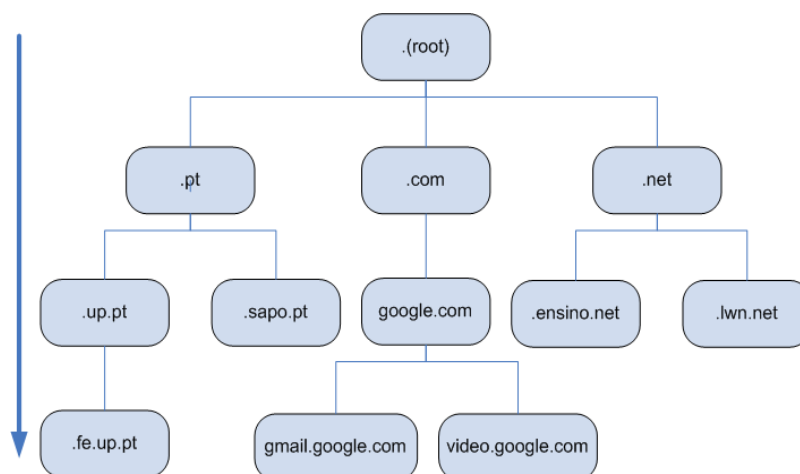 .(root)
.pt
.com
.net
.up.pt
.sapo.pt
google.com
.ensino.net
.lwn.net
.fe.up.pt
gmail.google.com
video.google.com